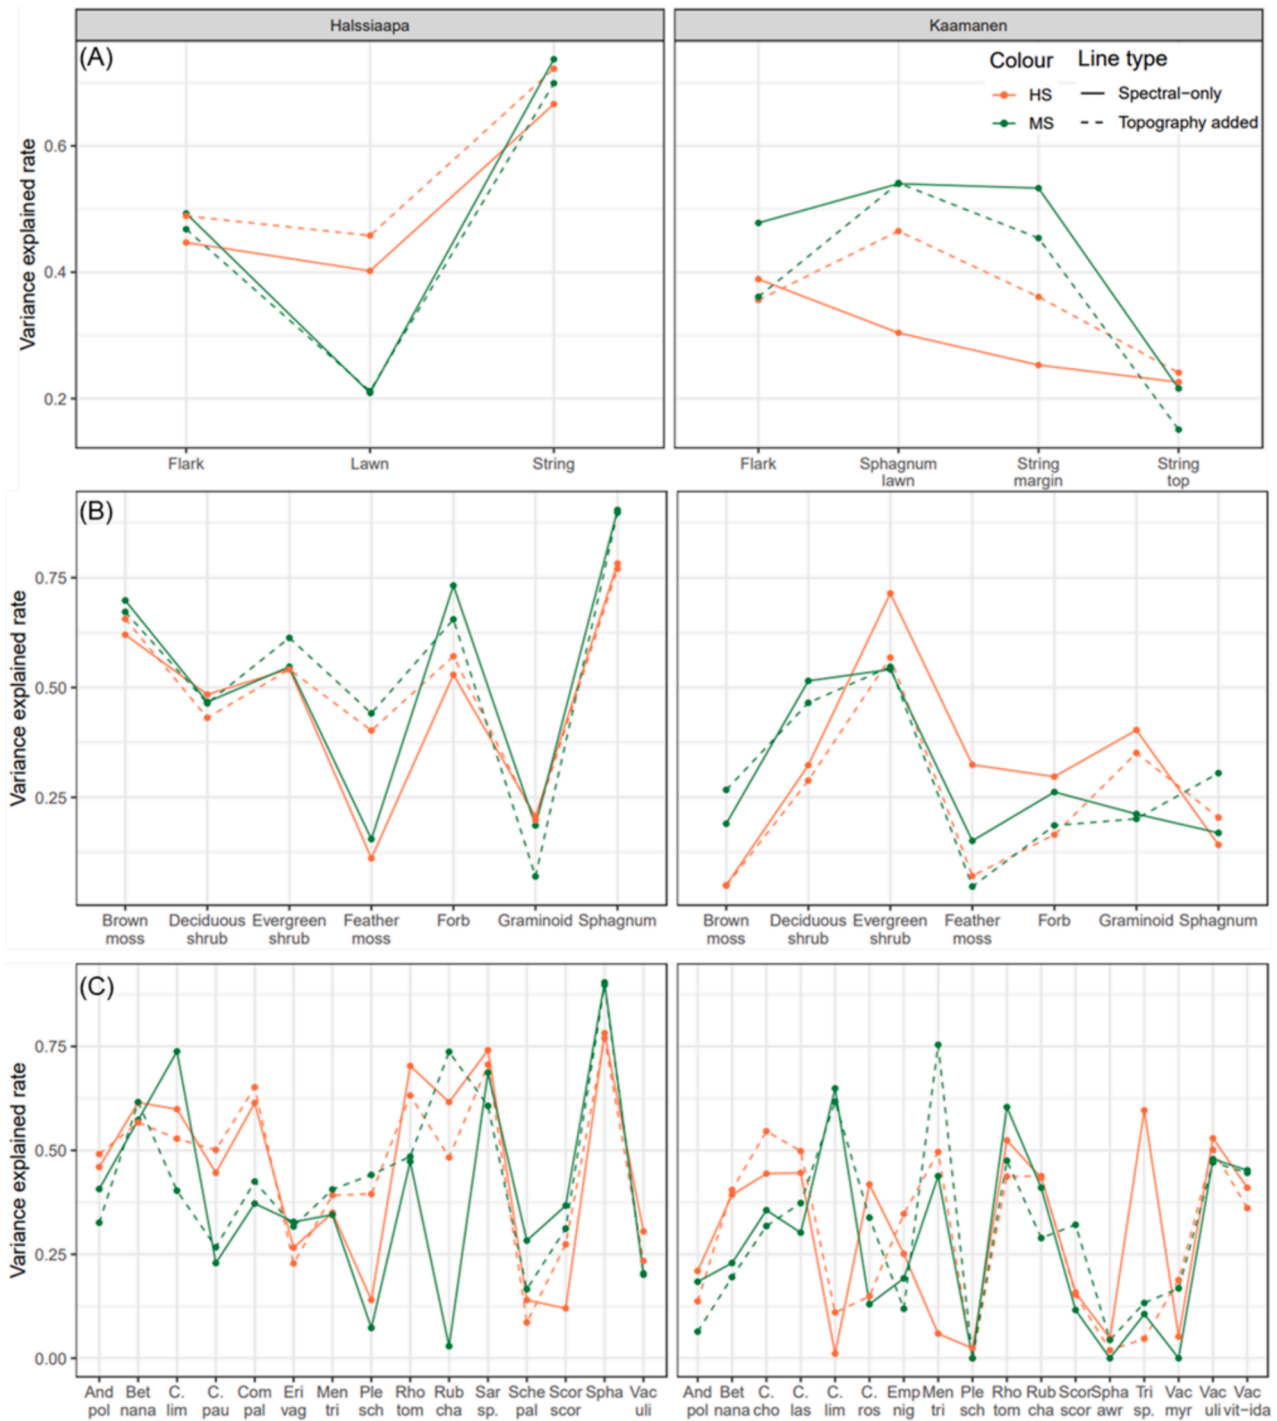 Halssiaapa
Kaamanen
(A)
Colour
Line type
HS
Spectral-only
MS
Topography added
Variance explained rate
0.6
0.4
0.2
Flark
Lawn
String
Flark
Sphagnum
lawn
String
margin
String
top
(B)
Variance explained rate
0.75
0.50
0.25
Brown
moss
Deciduous
shrub
Evergreen
shrub
Feather
moss
Forb
Graminoid
Sphagnum
Brown
moss
Deciduous
shrub
Evergreen
shrub
Feather
moss
Forb
Graminoid
Sphagnum
(C)
Variance explained rate
0.75
0.50
0.25
0.00
And
pol
Bet
nana
C.
lim
C.
pau
Com
pal
Eri
vag
Men
tri
Ple
sch
Rho
tom
Rub
cha
Sar
sp.
Sche
pal
Scor
scor
Spha
Vac
uli
And
pol
Bet
nana
C.
cho
C.
las
C.
lim
C.
ros
Emp
nig
Men
tri
Ple
sch
Rho
tom
Rub
cha
Scor
scor
Spha
awr
Tri
sp.
Vac
myr
Vac
uli
Vac
vit-ida